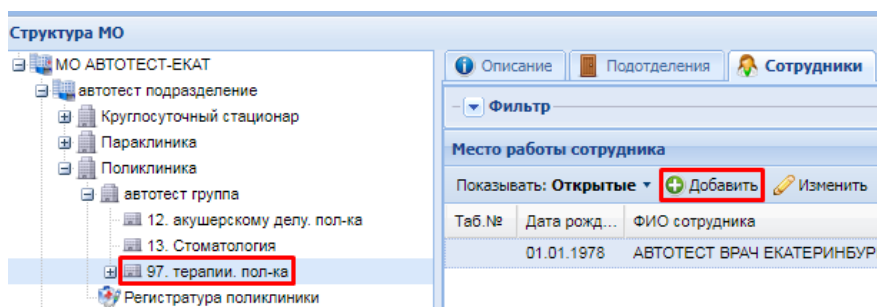 Структура МО
МО АВТОТЕСТ-ЕКАТ
автотест подразделение
Круглосуточный стационар
Параклиника
Поликлиника
автотест группа
12. акушерскому делу. пол-ка
13. Стоматология
97. терапии. пол-ка
Регистратура поликлиники
Описание Подотделения Сотрудники
Фильтр
Место работы сотрудника
Показывать: Открытые Добавить Изменить
Таб.№ Дата рожд... ФИО сотрудника
01.01.1978 АВТОТЕСТ ВРАЧ ЕКАТЕРИНБУР